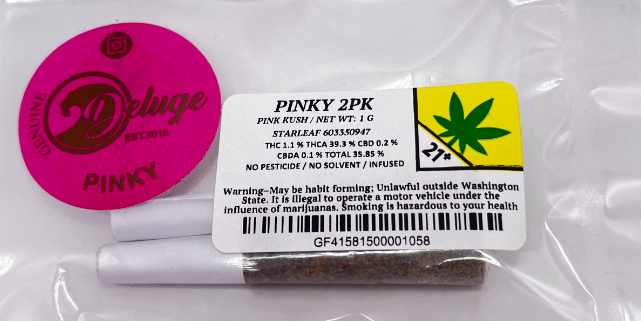 GENUINE
Deluge
EST.2016
PINKY
PINKY 2PK
PINK KUSH / NET WT: 1 G
STARLEAF 603350947
THC 1.1 % THCA 39.3 % CBD 0.2 %
CBDA 0.1 % TOTAL 35.85 %
NO PESTICIDE / NO SOLVENT / INFUSED
21+
Warning–May be habit forming; Unlawful outside Washington
State. It is illegal to operate a motor vehicle under the
influence of marijuanas. Smoking is hazardous to your health
GF41581500001058